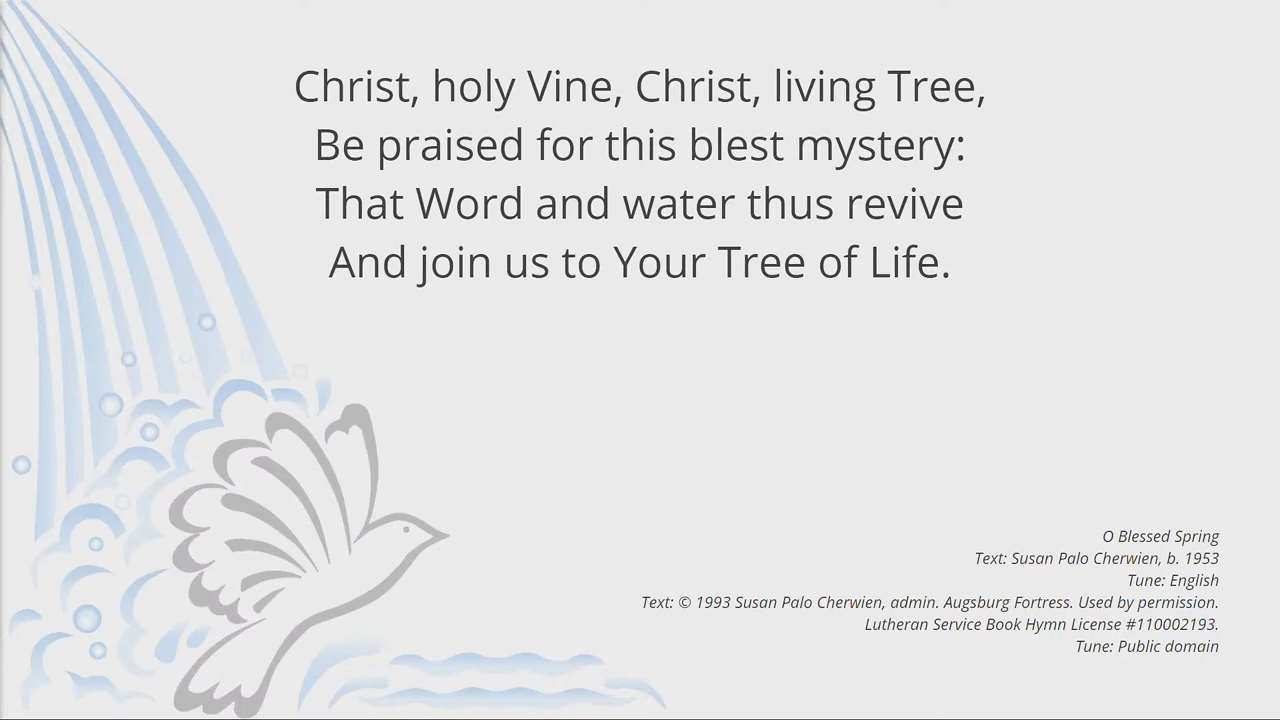 Christ, holy Vine, Christ, living Tree,
Be praised for this blest mystery:
That Word and water thus revive
And join us to Your Tree of Life.
O Blessed Spring
Text: Susan Palo Cherwien, b. 1953
Tune: English
Text: © 1993 Susan Palo Cherwien, admin. Augsburg Fortress. Used by permission.
Lutheran Service Book Hymn License #110002193.
Tune: Public domain